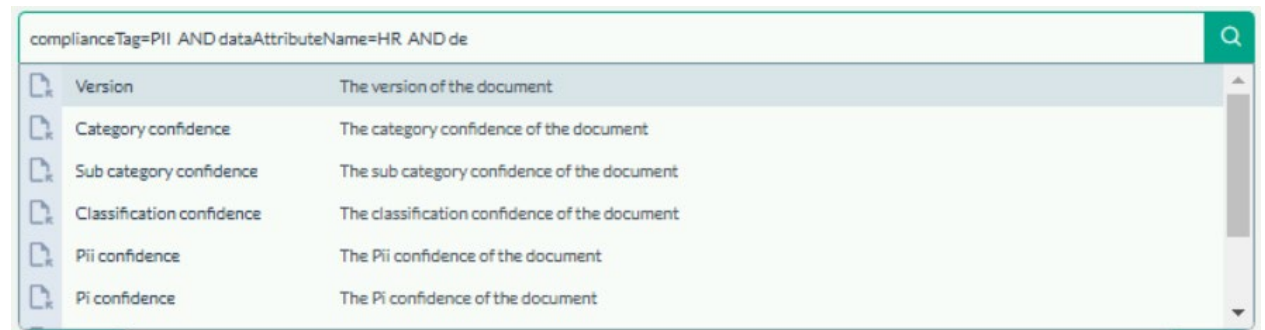 complianceTag=PII AND dataAttributeName=HR AND de
Version The version of the document
Category confidence The category confidence of the document
Sub category confidence The sub category confidence of the document
Classification confidence The classification confidence of the document
Pii confidence The Pii confidence of the document
Pi confidence The Pi confidence of the document